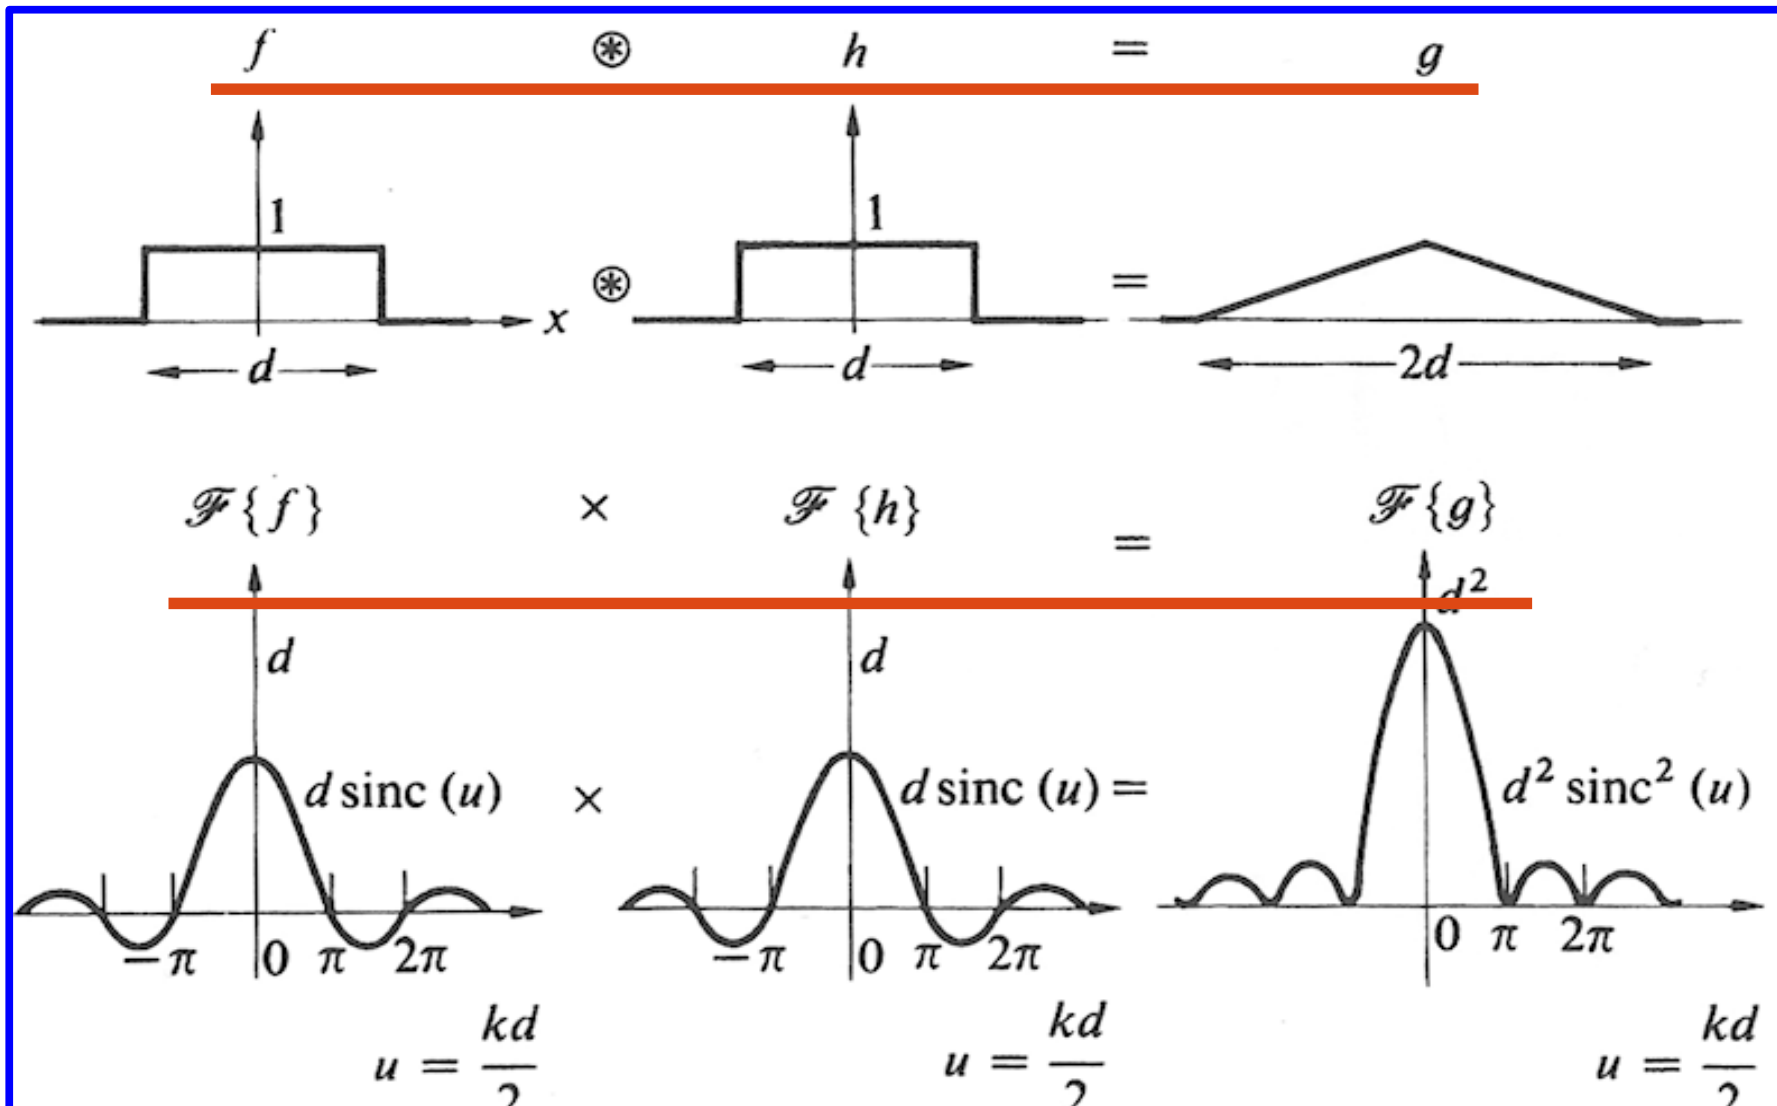 f ⊛ h = g
1 1
x ⊛ =
d d 2d
ℱ{f} × ℱ{h} = ℱ{g}
d d d²
d sinc (u) × d sinc (u) = d² sinc² (u)
−π 0 π 2π −π 0 π 2π 0 π 2π
u = kd/2 u = kd/2 u = kd/2